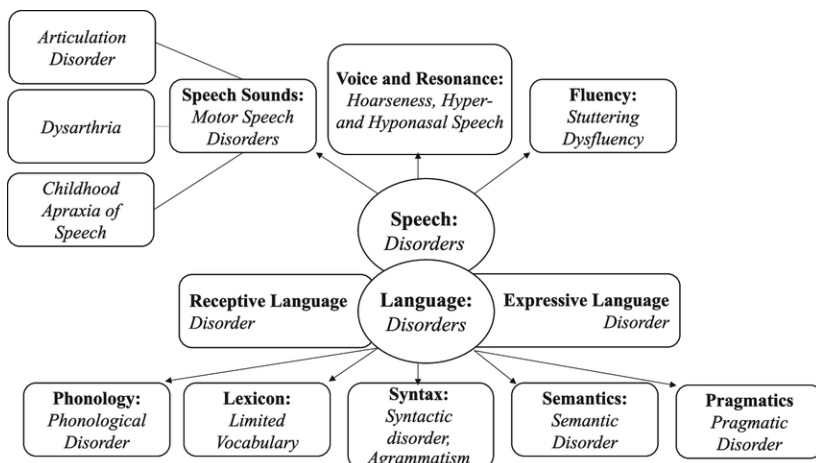 Articulation
Disorder
Dysarthria
Childhood
Apraxia of
Speech
Speech Sounds:
Motor Speech
Disorders
Voice and Resonance:
Hoarseness, Hyper-
and Hyponasal Speech
Fluency:
Stuttering
Dysfluency
Speech:
Disorders
Receptive Language
Disorder
Language:
Disorders
Expressive Language
Disorder
Phonology:
Phonological
Disorder
Lexicon:
Limited
Vocabulary
Syntax:
Syntactic
disorder,
Agrammatism
Semantics:
Semantic
Disorder
Pragmatics
Pragmatic
Disorder